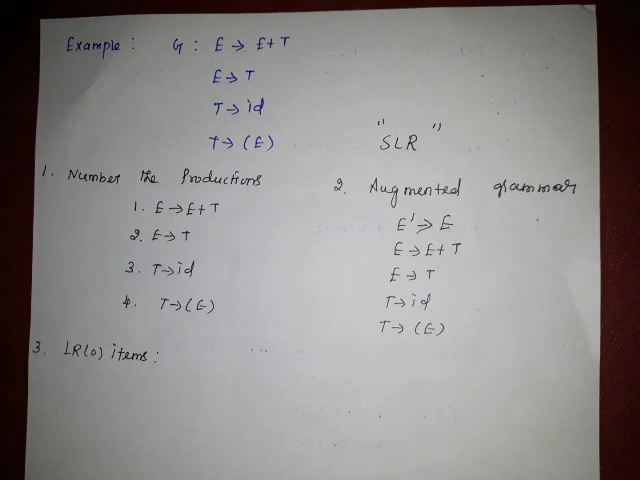 Example : G : E → E+T
E → T
T → id
T → (E)
"SLR"
1. Number the Productions
1. E → E+T
2. E → T
3. T → id
4. T → (E)
2. Augmented grammar
E' → E
E → E+T
E → T
T → id
T → (E)
3. LR(0) items :